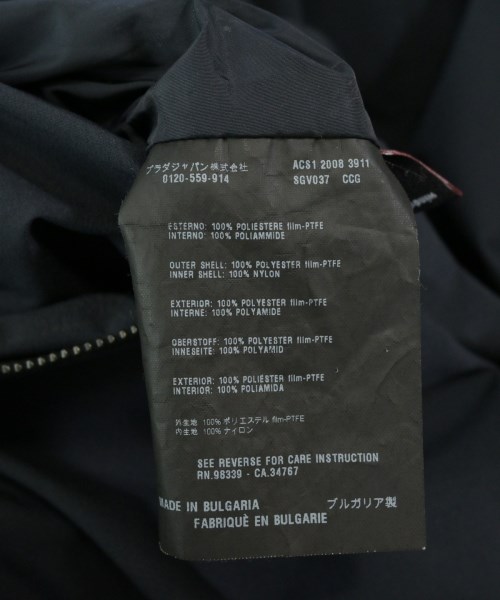 プラダジャパン株式会社
0120-559-914
ACS1 2008 3911
SGV037 CCG
ESTERNO: 100% POLIESTERE film-PTFE
INTERNO: 100% POLIAMMIDE
OUTER SHELL: 100% POLYESTER film-PTFE
INNER SHELL: 100% NYLON
EXTERIOR: 100% POLYESTER film-PTFE
INTERNE: 100% POLYAMIDE
OBERSTOFF: 100% POLYESTER film-PTFE
INNESEITE: 100% POLYAMID
EXTERIOR: 100% POLIÉSTER film-PTFE
INTERIOR: 100% POLIAMIDA
外生地 100% ポリエステル film-PTFE
内生地 100% ナイロン
SEE REVERSE FOR CARE INSTRUCTION
RN.98339 - CA.34767
MADE IN BULGARIA ブルガリア製
FABRIQUÈ EN BULGARIE